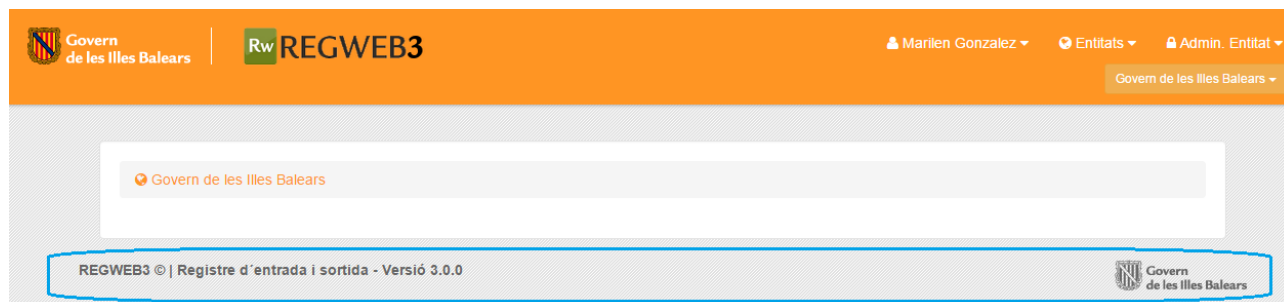 Govern
de les Illes Balears
Rw REGWEB3
Marilen Gonzalez
Entitats
Admin. Entitat
Govern de les Illes Balears
Govern de les Illes Balears
REGWEB3 © | Registre d´entrada i sortida - Versió 3.0.0
Govern
de les Illes Balears